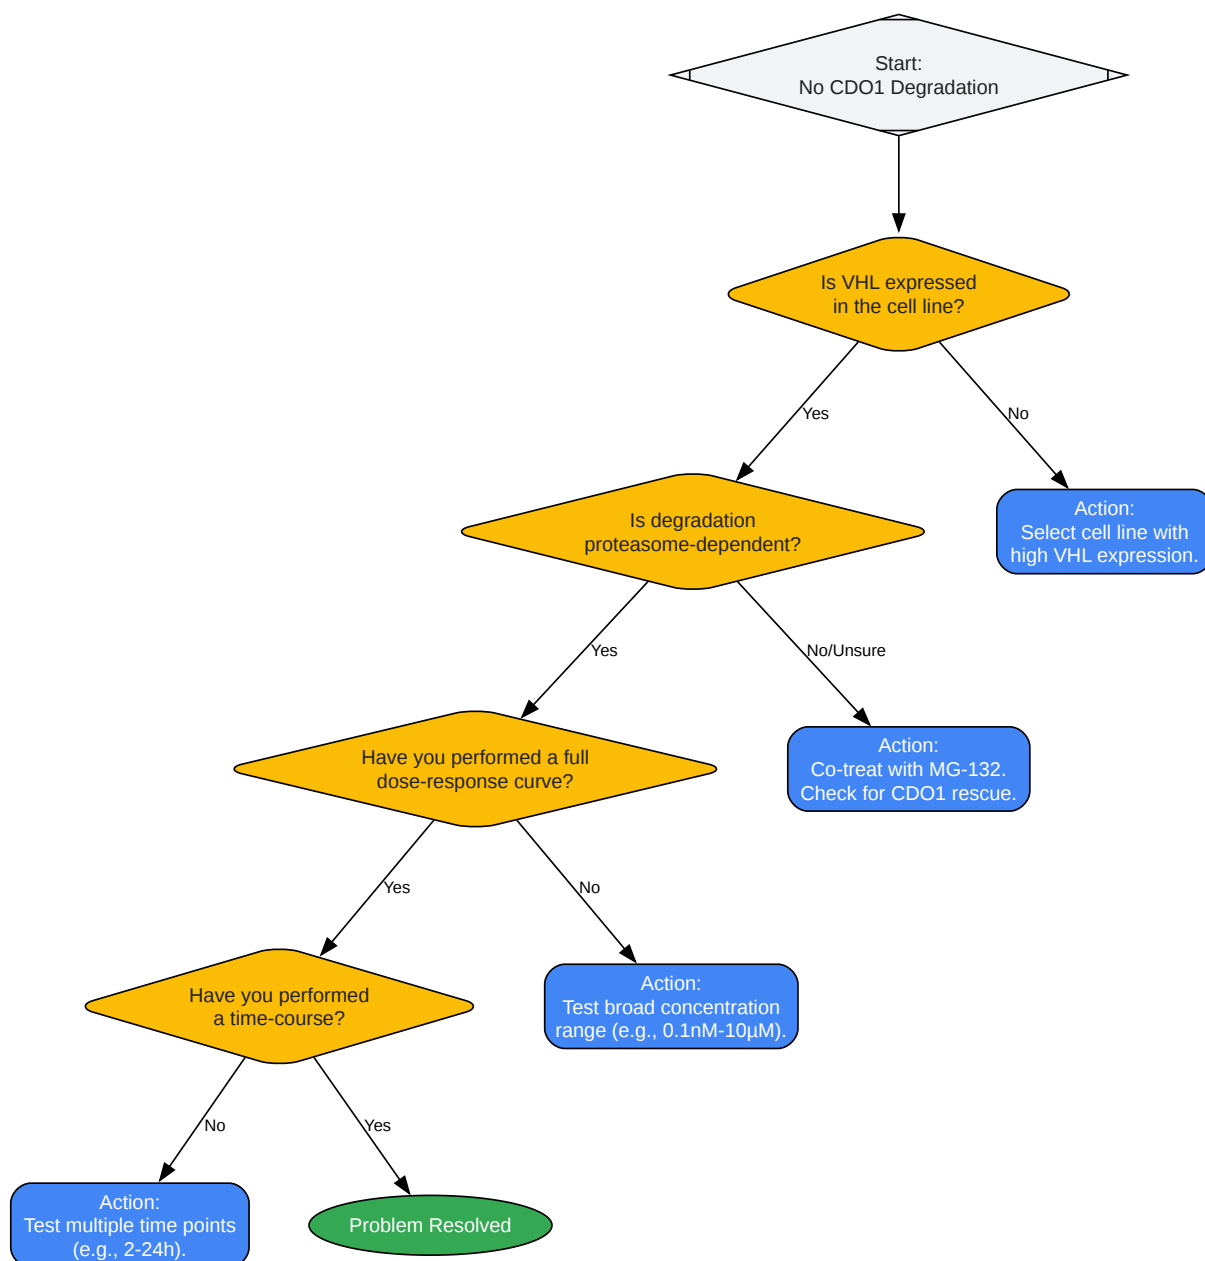 Start:
No CDO1 Degradation
Is VHL expressed
in the cell line?
Yes
No
Is degradation
proteasome-dependent?
Action:
Select cell line with
high VHL expression.
Yes
No/Unsure
Have you performed a full
dose-response curve?
Action:
Co-treat with MG-132.
Check for CDO1 rescue.
Yes
No
Have you performed
a time-course?
Action:
Test broad concentration
range (e.g., 0.1nM-10µM).
No
Yes
Action:
Test multiple time points
(e.g., 2-24h).
Problem Resolved